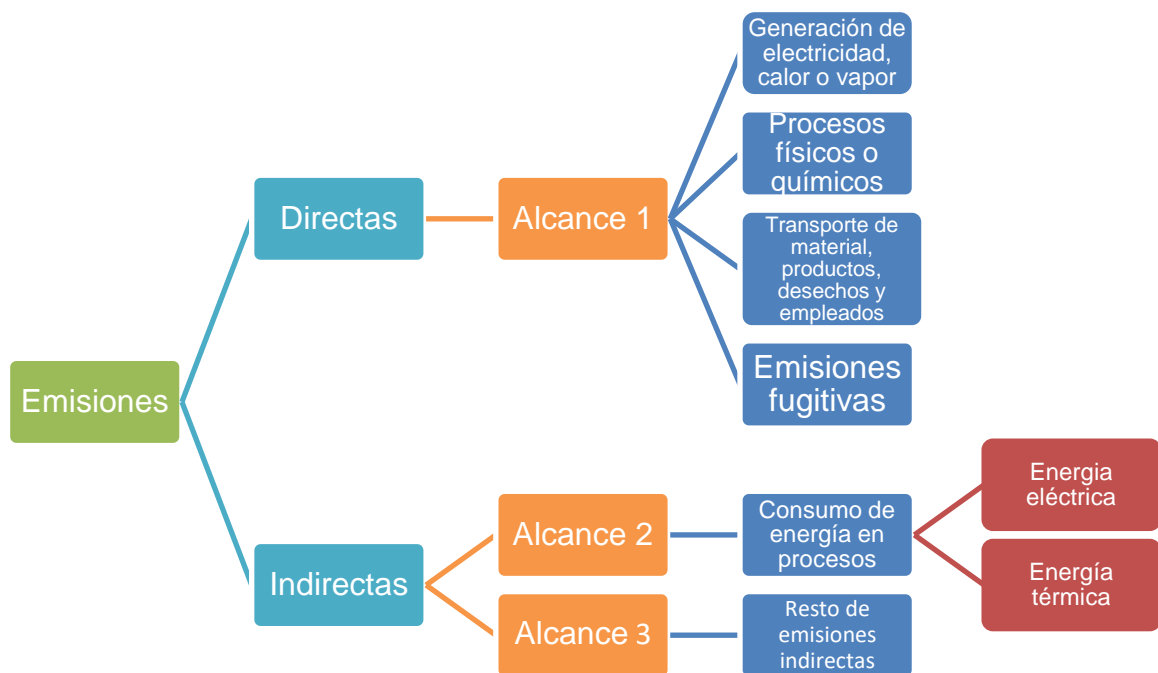 Emisiones
Directas
Alcance 1
Generación de
electricidad,
calor o vapor
Procesos
físicos o
químicos
Transporte de
material,
productos,
desechos y
empleados
Emisiones
fugitivas
Indirectas
Alcance 2
Consumo de
energía en
procesos
Energia
eléctrica
Energía
térmica
Alcance 3
Resto de
emisiones
indirectas